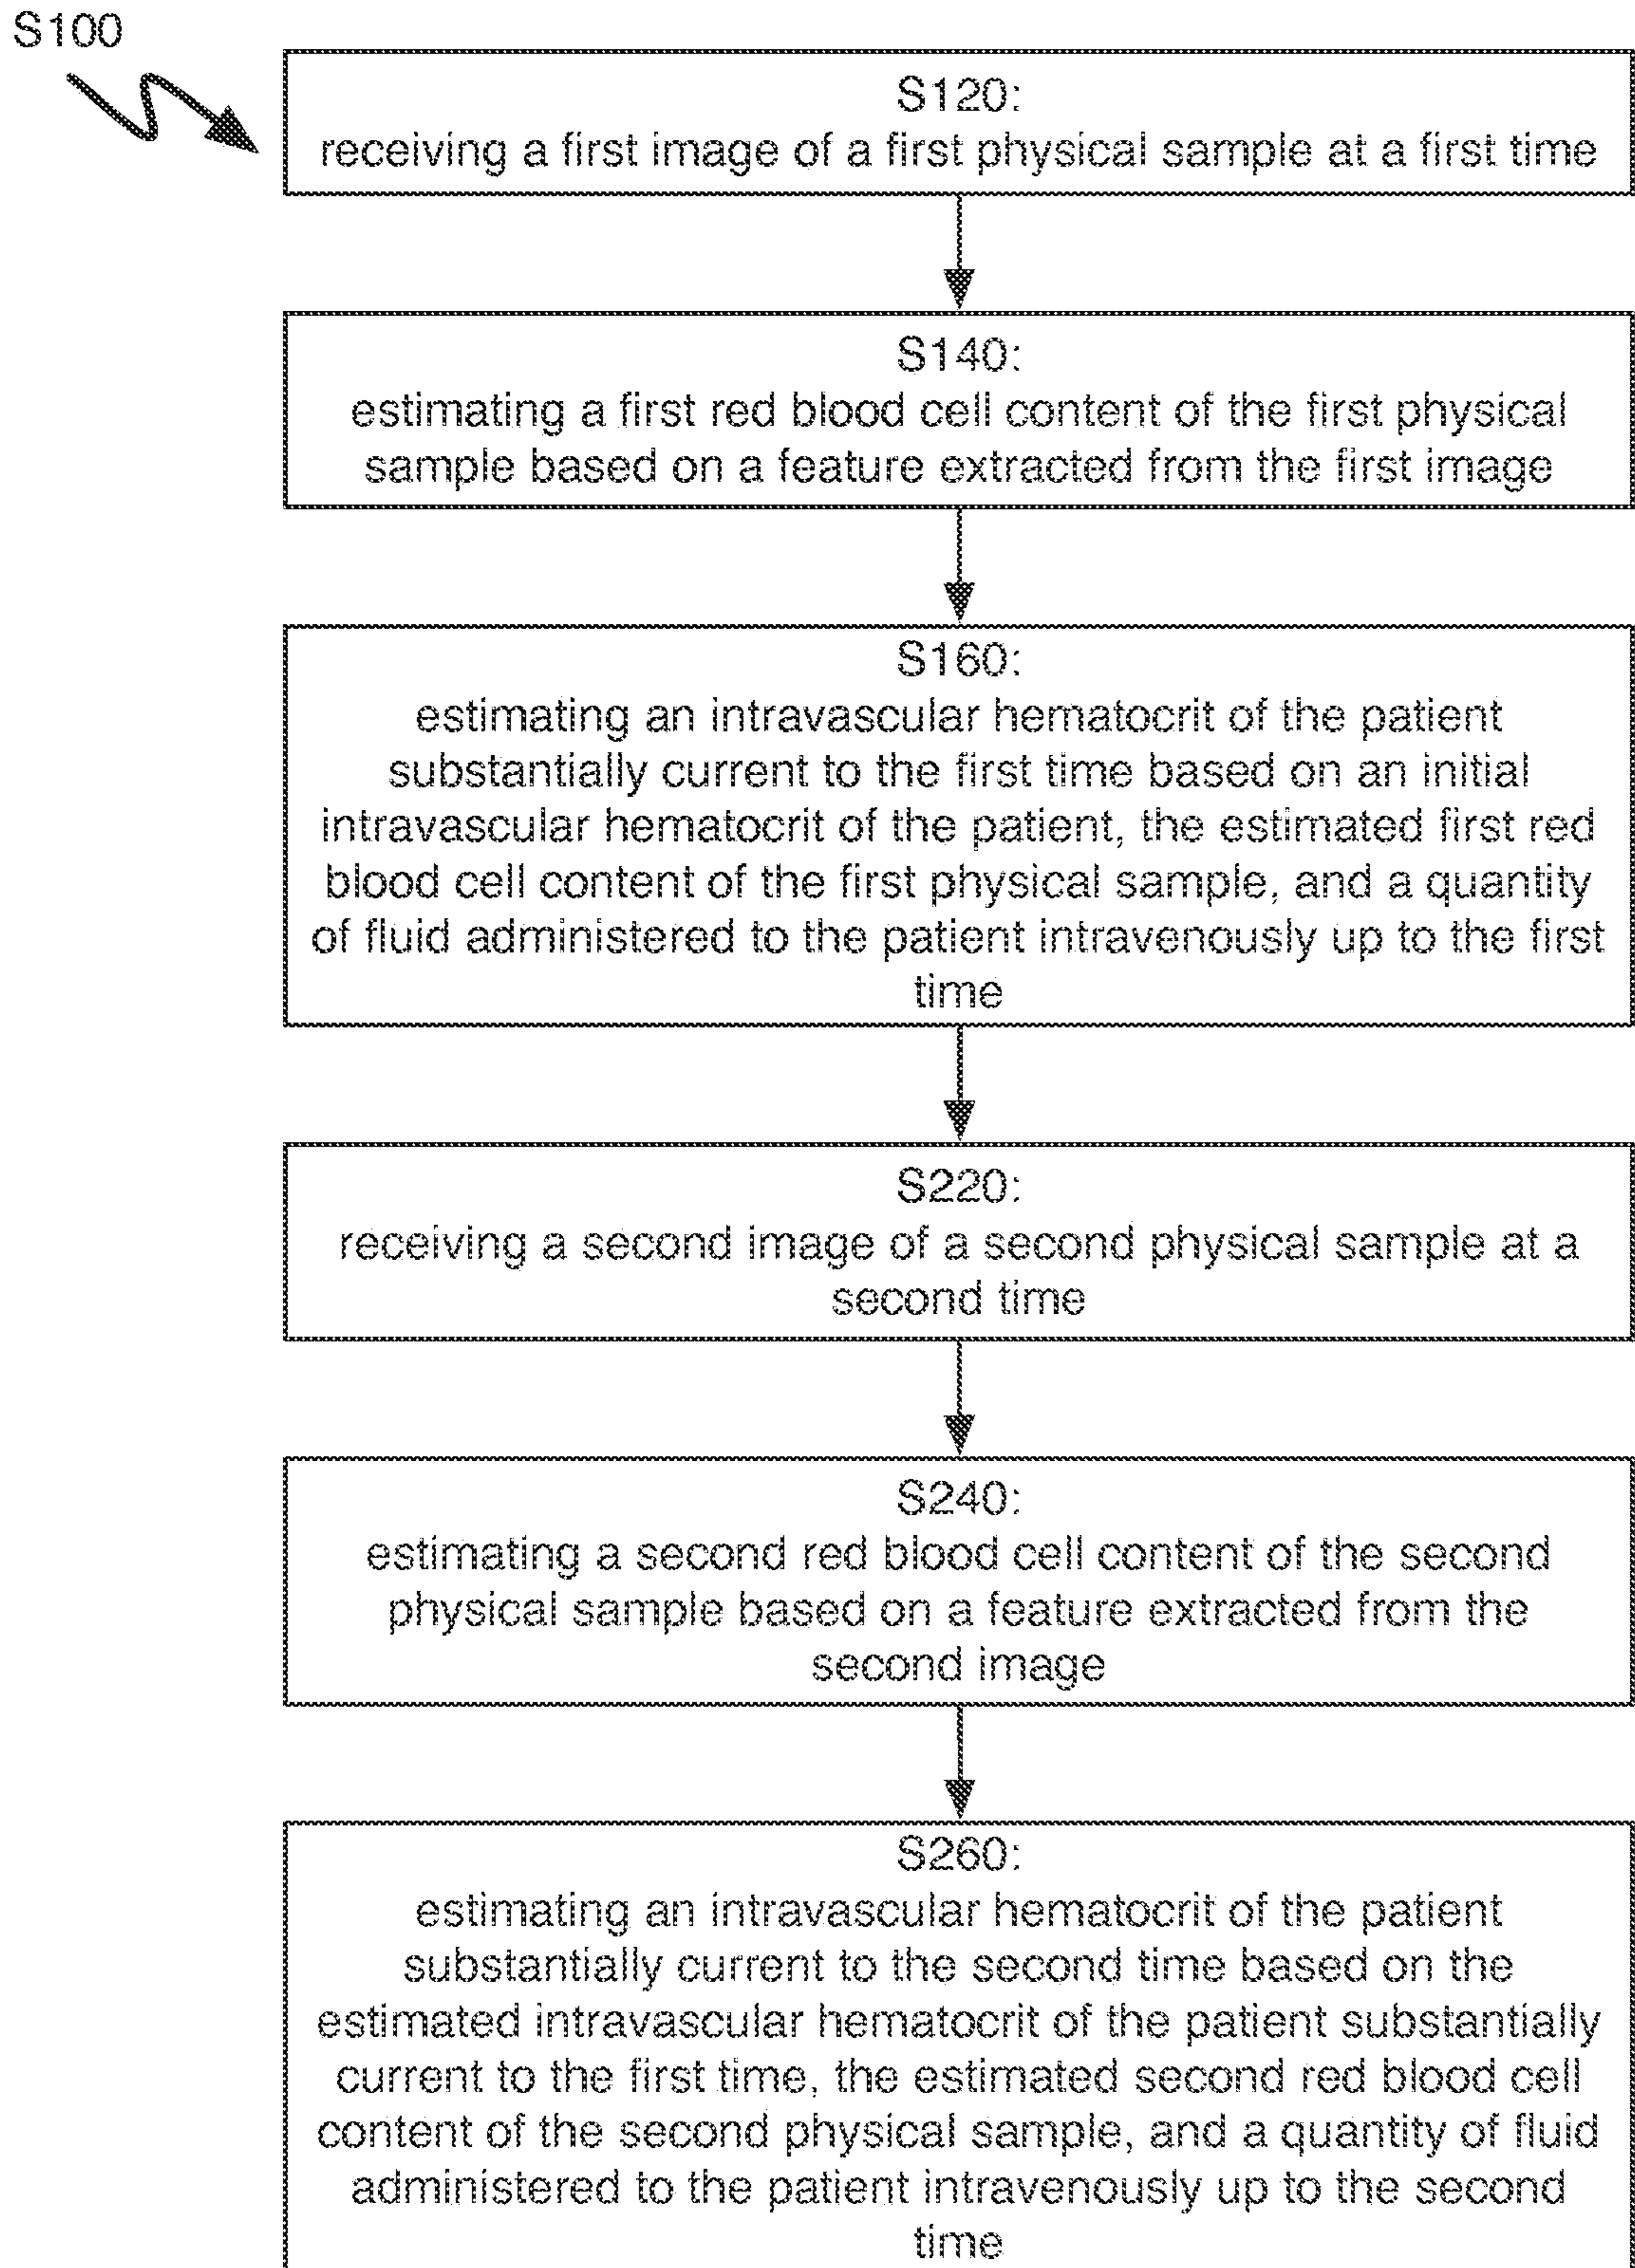 S100
S120:
receiving a first image of a first physical sample at a first time
S140:
estimating a first red blood cell content of the first physical
sample based on a feature extracted from the first image
S160:
estimating an intravascular hematocrit of the patient
substantially current to the first time based on an initial
intravascular hematocrit of the patient, the estimated first red
blood cell content of the first physical sample, and a quantity
of fluid administered to the patient intravenously up to the first
time
S220:
receiving a second image of a second physical sample at a
second time
S240:
estimating a second red blood cell content of the second
physical sample based on a feature extracted from the
second image
S260:
estimating an intravascular hematocrit of the patient
substantially current to the second time based on the
estimated intravascular hematocrit of the patient substantially
current to the first time, the estimated second red blood cell
content of the second physical sample, and a quantity of fluid
administered to the patient intravenously up to the second
time